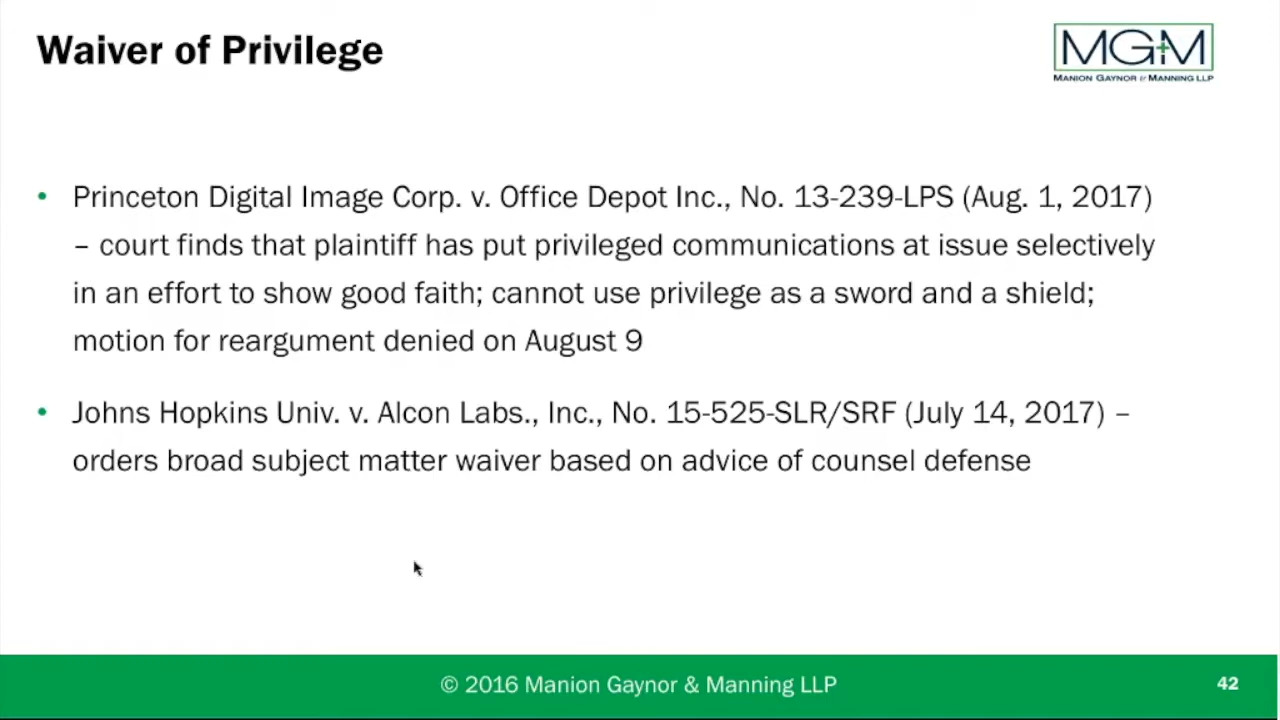 Waiver of Privilege
MG+M
MANION GAYNOR & MANNING LLP
• Princeton Digital Image Corp. v. Office Depot Inc., No. 13-239-LPS (Aug. 1, 2017)
– court finds that plaintiff has put privileged communications at issue selectively
in an effort to show good faith; cannot use privilege as a sword and a shield;
motion for reargument denied on August 9
• Johns Hopkins Univ. v. Alcon Labs., Inc., No. 15-525-SLR/SRF (July 14, 2017) –
orders broad subject matter waiver based on advice of counsel defense
© 2016 Manion Gaynor & Manning LLP
42